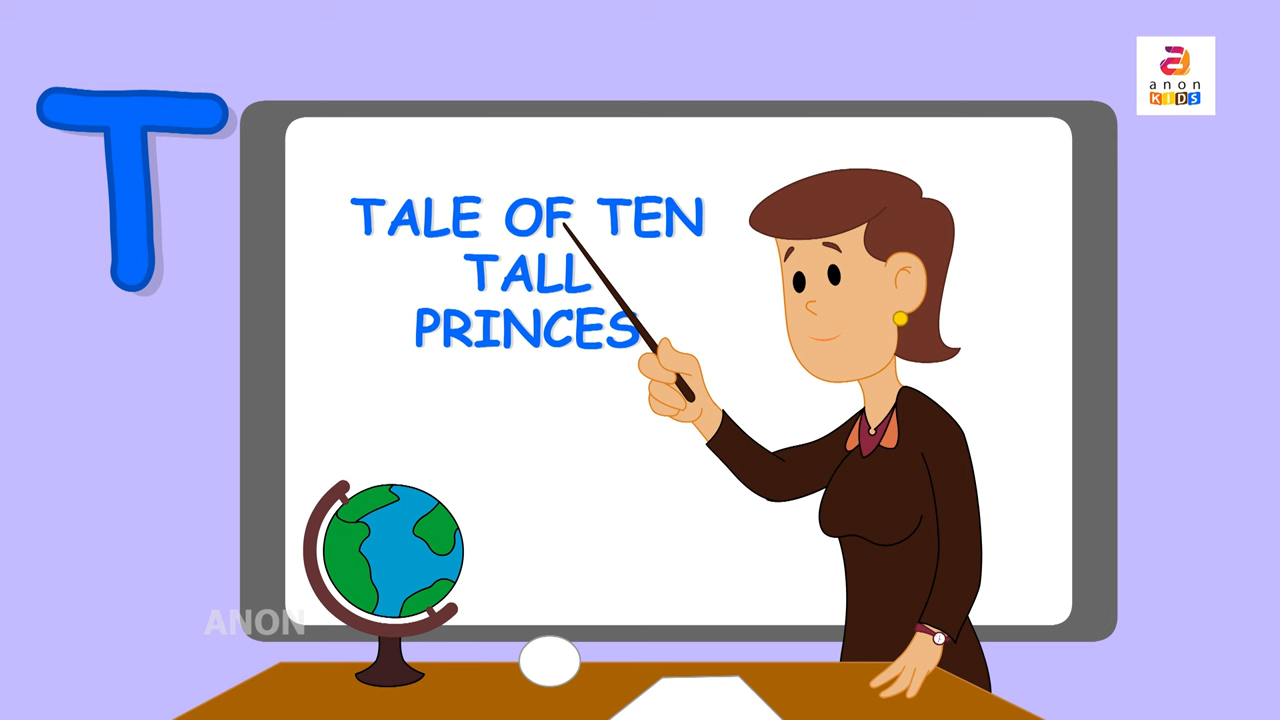 T
TALE OF TEN
TALL
PRINCES
anon
KIDS
ANON